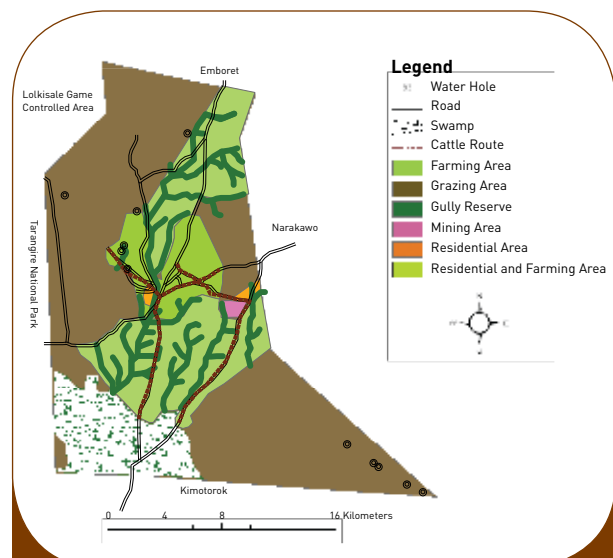 Emboret
Lolkisale Game
Controlled Area
Tarangire National Park
Narakawo
Kimotorok
0 4 8 16 Kilometers
Legend
Water Hole
Road
Swamp
Cattle Route
Farming Area
Grazing Area
Gully Reserve
Mining Area
Residential Area
Residential and Farming Area